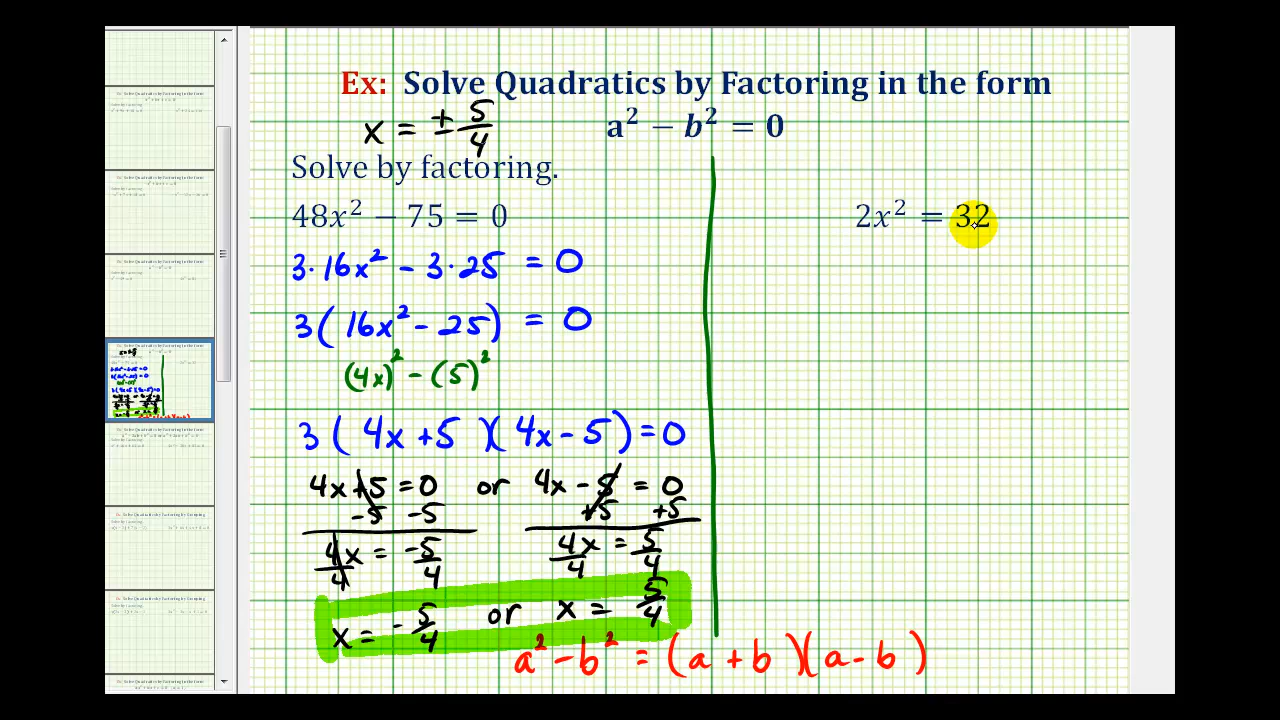 Ex: Solve Quadratics by Factoring in the form
a² − b² = 0
x = ± 5/4
Solve by factoring.
48x² − 75 = 0
3·16x² − 3·25 = 0
3(16x² − 25) = 0
(4x)² − (5)²
3(4x+5)(4x−5)=0
4x+5=0 or 4x−5=0
−5 −5 +5 +5
4x/4 = −5/4 4x/4 = 5/4
x = −5/4 or x = 5/4
2x² = 32
a² − b² = (a + b)(a − b)